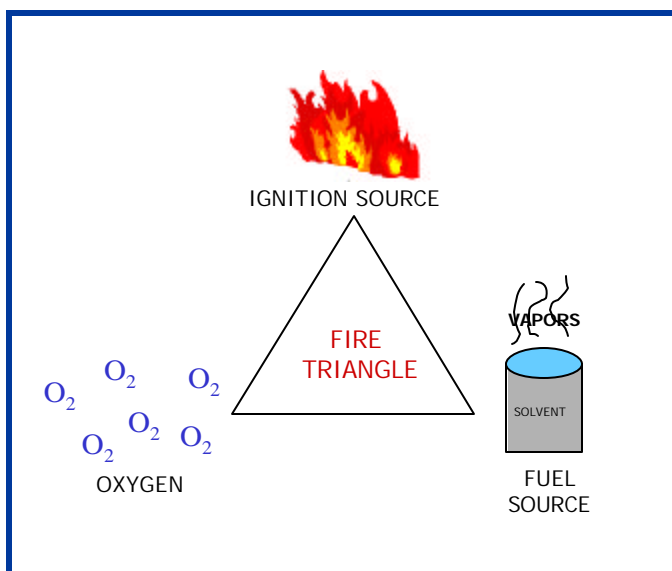 IGNITION SOURCE
VAPORS
FIRE
TRIANGLE
O₂ O₂ O₂
O₂ O₂ O₂
SOLVENT
OXYGEN
FUEL
SOURCE